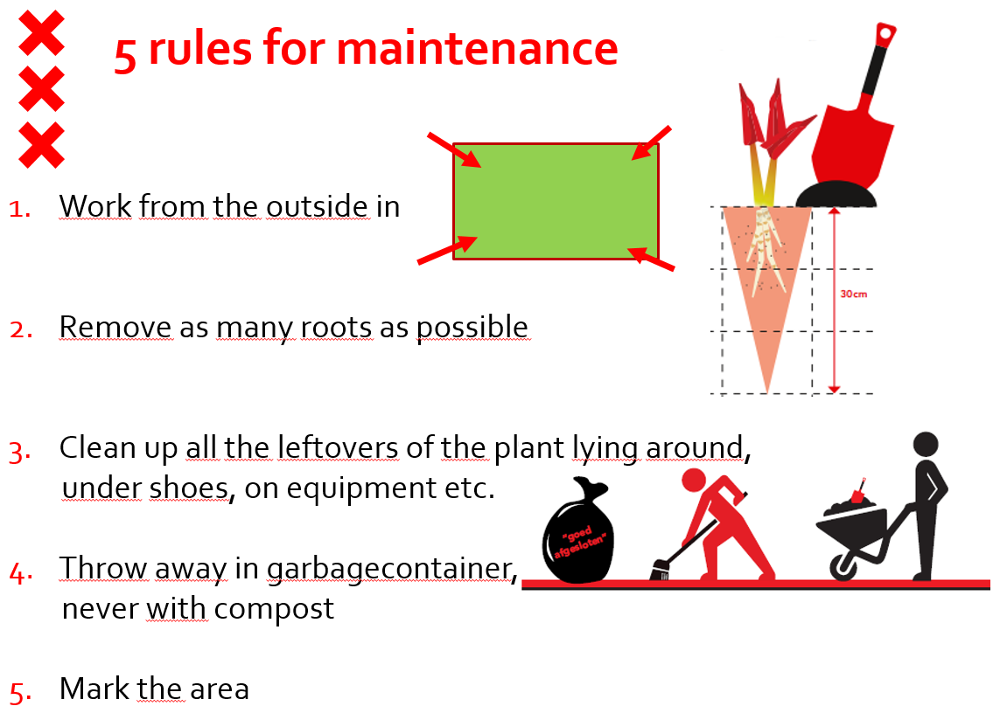 5 rules for maintenance
1. Work from the outside in
30cm
2. Remove as many roots as possible
3. Clean up all the leftovers of the plant lying around,
under shoes, on equipment etc.
"goed
afgesloten"
4. Throw away in garbagecontainer,
never with compost
5. Mark the area